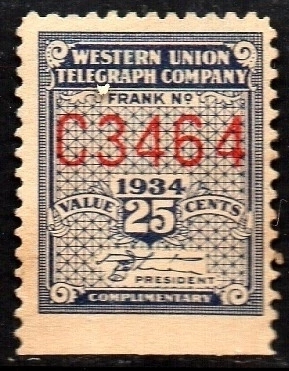 WESTERN UNION
TELEGRAPH COMPANY
FRANK Nº
C3464
1934
VALUE 25 CENTS
PRESIDENT
COMPLIMENTARY